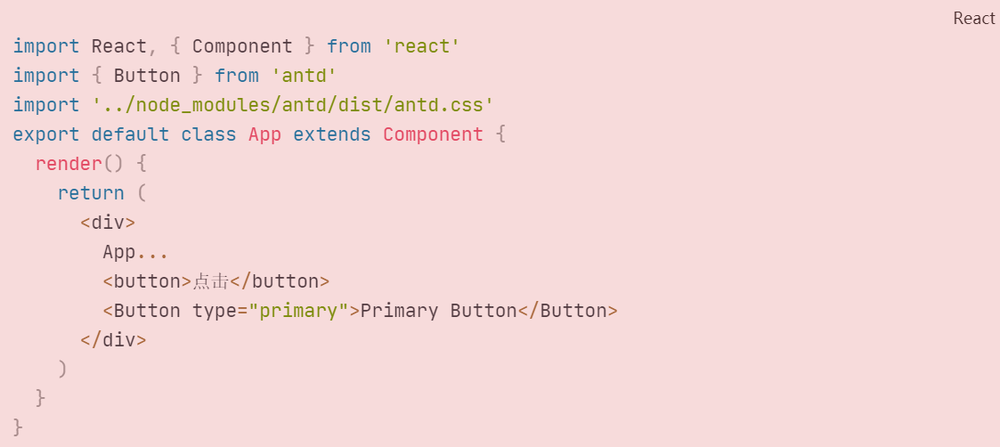 React
import React, { Component } from 'react'
import { Button } from 'antd'
import '../node_modules/antd/dist/antd.css'
export default class App extends Component {
  render() {
    return (
      <div>
        App...
        <button>点击</button>
        <Button type="primary">Primary Button</Button>
      </div>
    )
  }
}